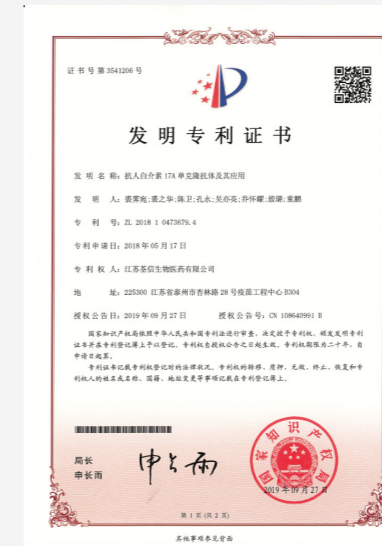 证书号第3541206号
发明专利证书
发 明 名 称：抗人白介素17A单克隆抗体及其应用
发 明 人：裘霁宛;裘之华;陈卫;孔永;吴亦亮;乔怀耀;殷璐;童鹏
专 利 号：ZL 2018 1 0473679.4
专利申请日：2018年05月17日
专 利 权 人：江苏荃信生物医药有限公司
地 址：225300 江苏省泰州市杏林路28号疫苗工程中心B304
授权公告日：2019年09月27日 授权公告号：CN 108640991 B
国家知识产权局依照中华人民共和国专利法进行审查，决定授予专利权，颁发发明专利
证书并在专利登记簿上予以登记。专利权自授权公告之日起生效。专利权期限为二十年，自
申请日起算。
专利证书记载专利权登记时的法律状况。专利权的转移、质押、无效、终止、恢复和专
利权人的姓名或名称、国籍、地址变更等事项记载在专利登记簿上。
局长
申长雨
申长雨
国家知识产权局
2019年09月27日
第 1 页 (共 2 页)
其他事项参见背面